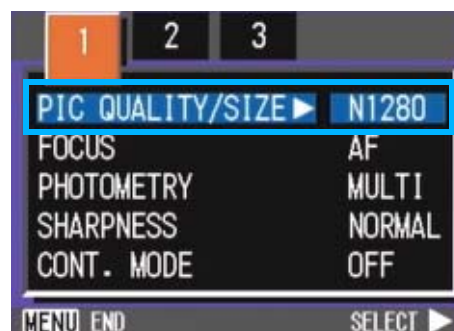 1 2 3
PIC QUALITY/SIZE▶ N1280
FOCUS AF
PHOTOMETRY MULTI
SHARPNESS NORMAL
CONT. MODE OFF
MENU END SELECT ▶